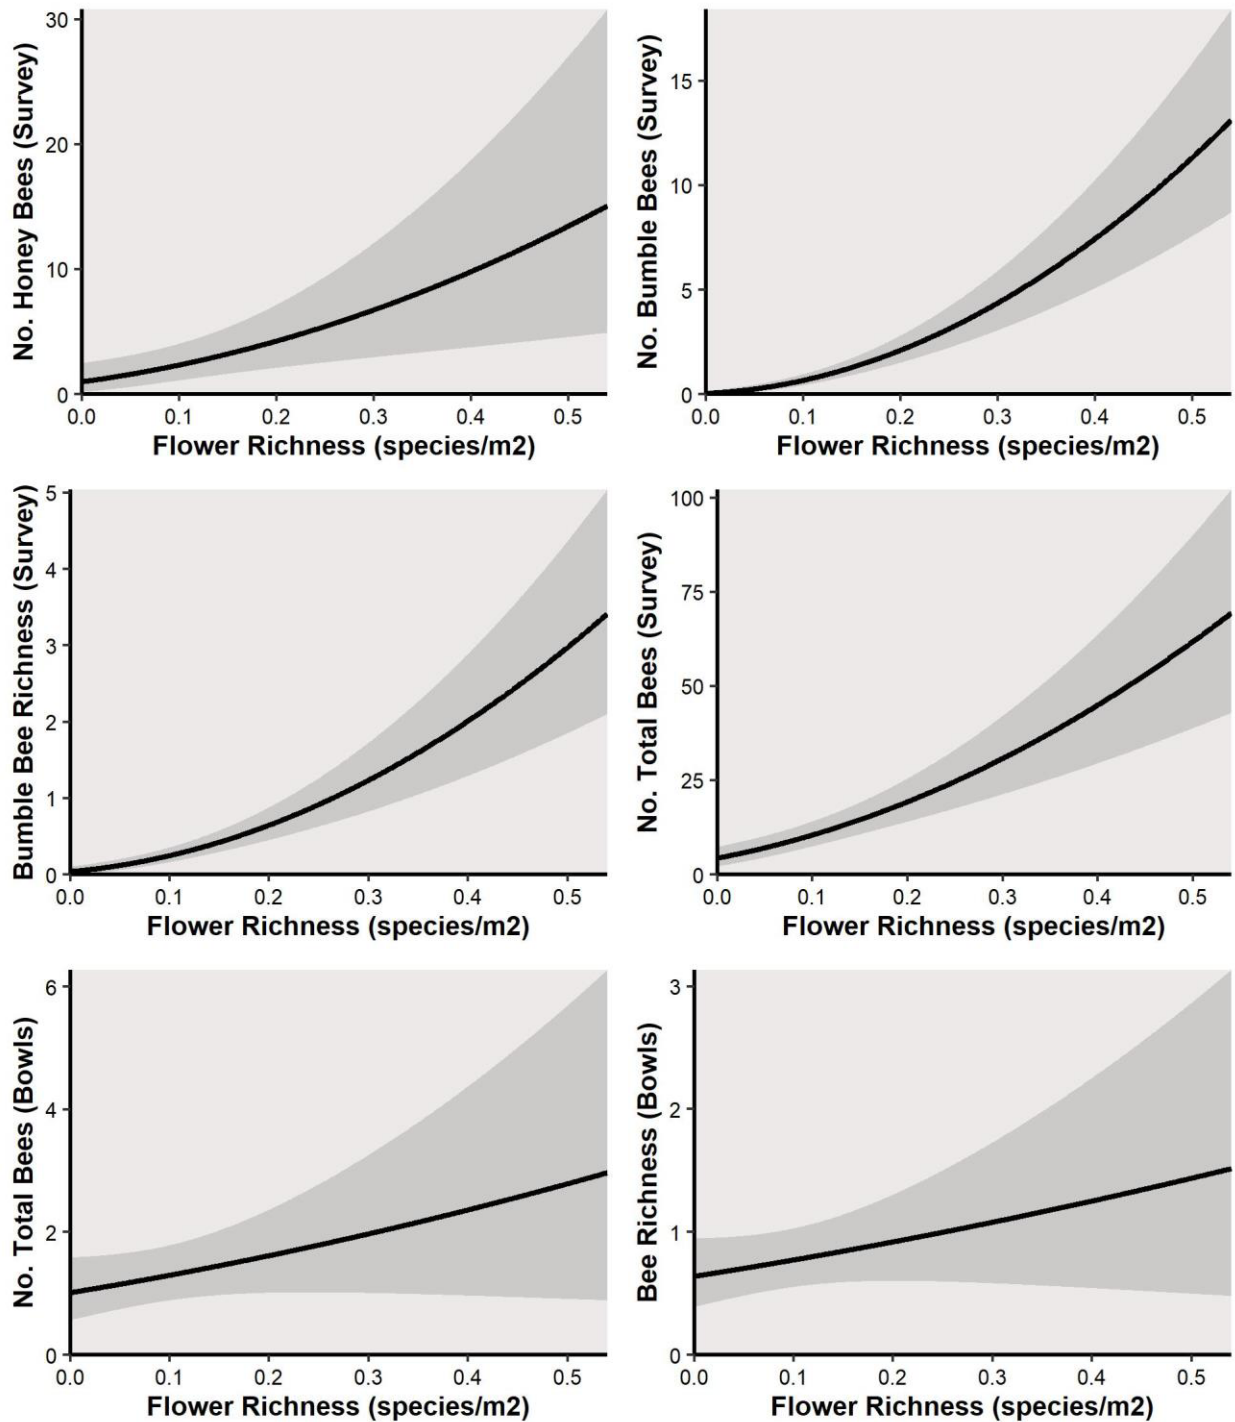 No. Honey Bees (Survey)
30
20
10
0
0.0 0.1 0.2 0.3 0.4 0.5
Flower Richness (species/m2)
No. Bumble Bees (Survey)
15
10
5
0
0.0 0.1 0.2 0.3 0.4 0.5
Flower Richness (species/m2)
Bumble Bee Richness (Survey)
5
4
3
2
1
0
0.0 0.1 0.2 0.3 0.4 0.5
Flower Richness (species/m2)
No. Total Bees (Survey)
100
75
50
25
0
0.0 0.1 0.2 0.3 0.4 0.5
Flower Richness (species/m2)
No. Total Bees (Bowls)
6
4
2
0
0.0 0.1 0.2 0.3 0.4 0.5
Flower Richness (species/m2)
Bee Richness (Bowls)
3
2
1
0
0.0 0.1 0.2 0.3 0.4 0.5
Flower Richness (species/m2)